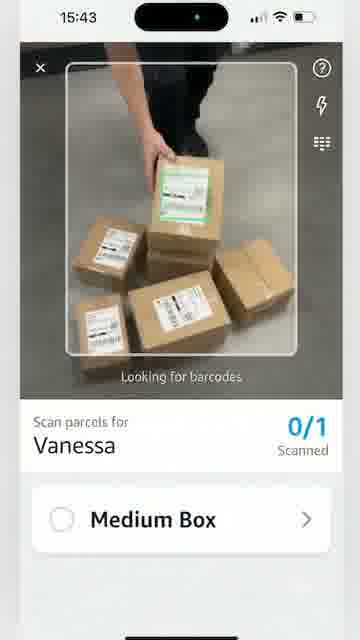 15:43
Looking for barcodes
Scan parcels for
Vanessa
0/1
Scanned
Medium Box